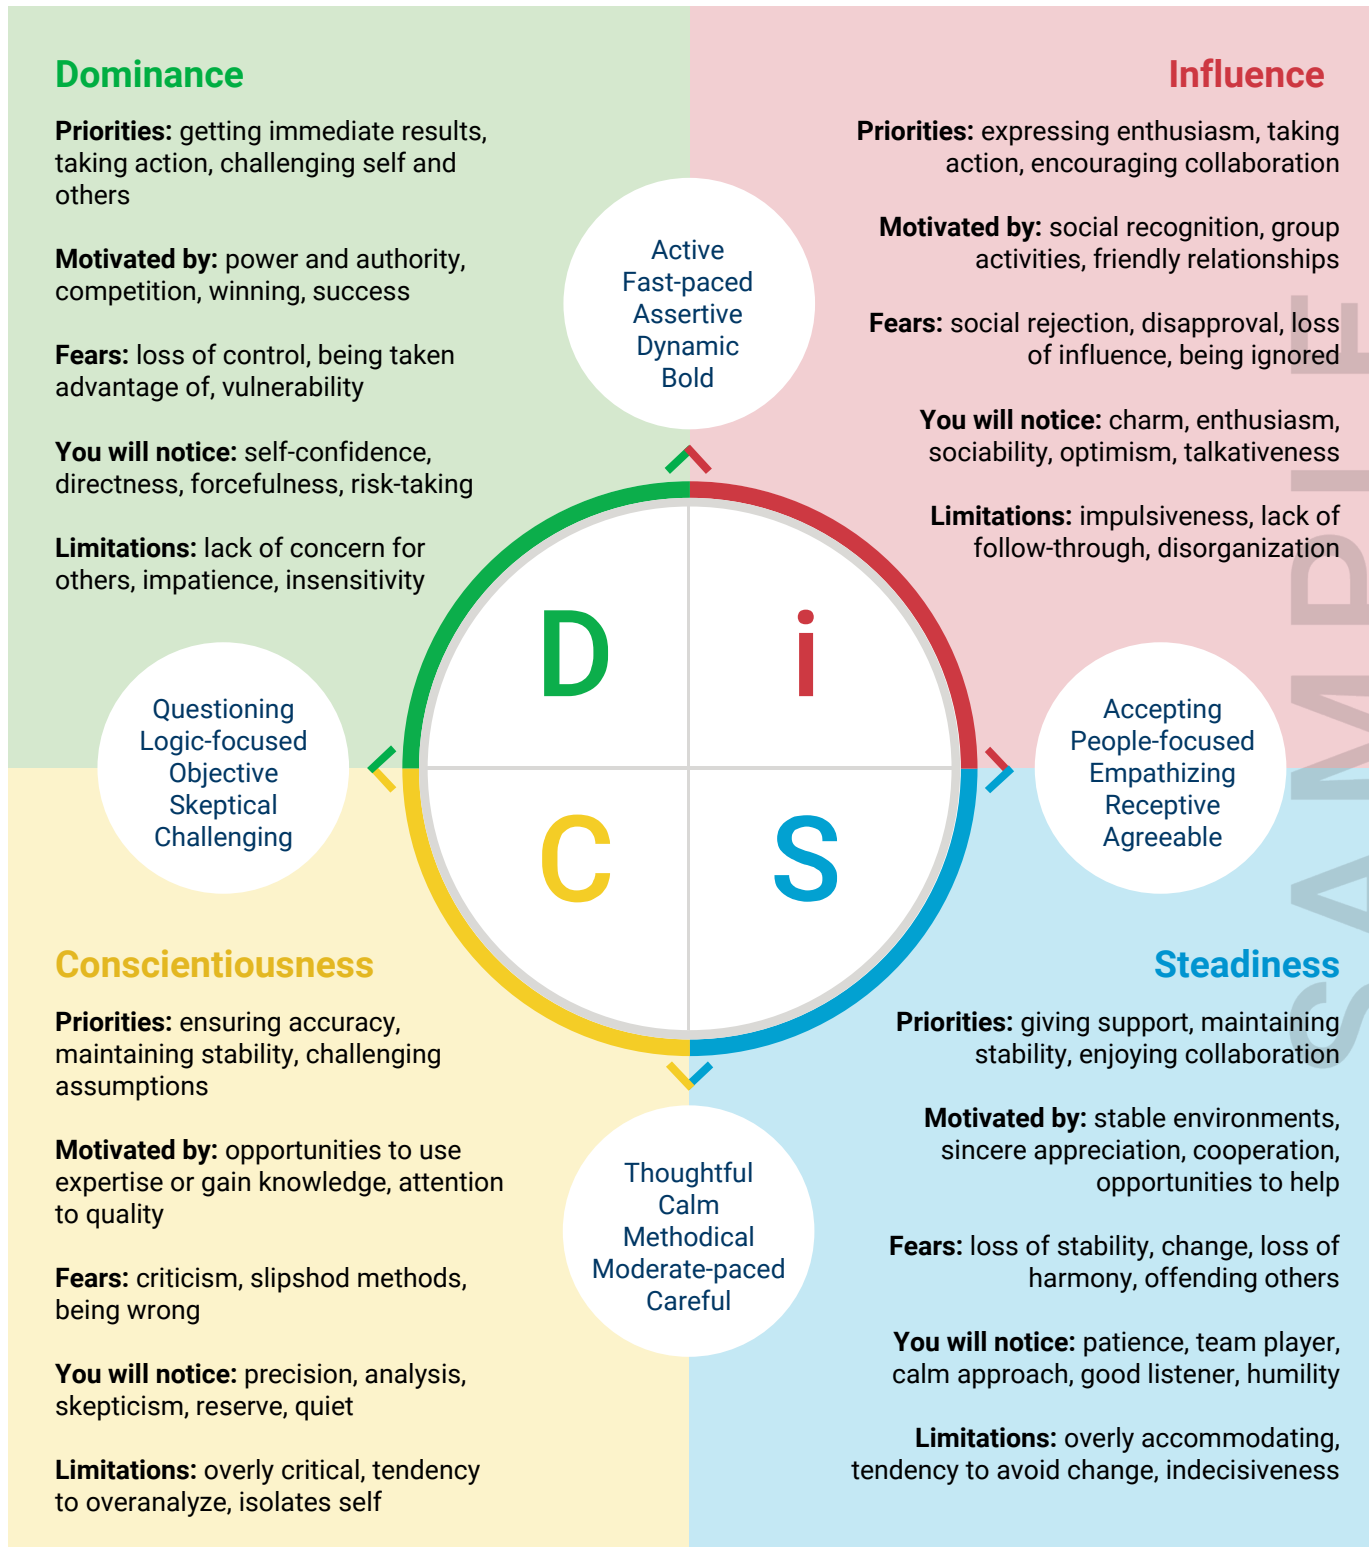 Dominance
Priorities: getting immediate results,
taking action, challenging self and
others
Motivated by: power and authority,
competition, winning, success
Fears: loss of control, being taken
advantage of, vulnerability
You will notice: self-confidence,
directness, forcefulness, risk-taking
Limitations: lack of concern for
others, impatience, insensitivity
Influence
Priorities: expressing enthusiasm, taking
action, encouraging collaboration
Motivated by: social recognition, group
activities, friendly relationships
Fears: social rejection, disapproval, loss
of influence, being ignored
You will notice: charm, enthusiasm,
sociability, optimism, talkativeness
Limitations: impulsiveness, lack of
follow-through, disorganization
Active
Fast-paced
Assertive
Dynamic
Bold
D
i
C
S
Questioning
Logic-focused
Objective
Skeptical
Challenging
Accepting
People-focused
Empathizing
Receptive
Agreeable
Thoughtful
Calm
Methodical
Moderate-paced
Careful
Conscientiousness
Priorities: ensuring accuracy,
maintaining stability, challenging
assumptions
Motivated by: opportunities to use
expertise or gain knowledge, attention
to quality
Fears: criticism, slipshod methods,
being wrong
You will notice: precision, analysis,
skepticism, reserve, quiet
Limitations: overly critical, tendency
to overanalyze, isolates self
Steadiness
Priorities: giving support, maintaining
stability, enjoying collaboration
Motivated by: stable environments,
sincere appreciation, cooperation,
opportunities to help
Fears: loss of stability, change, loss of
harmony, offending others
You will notice: patience, team player,
calm approach, good listener, humility
Limitations: overly accommodating,
tendency to avoid change, indecisiveness
SAMPLE